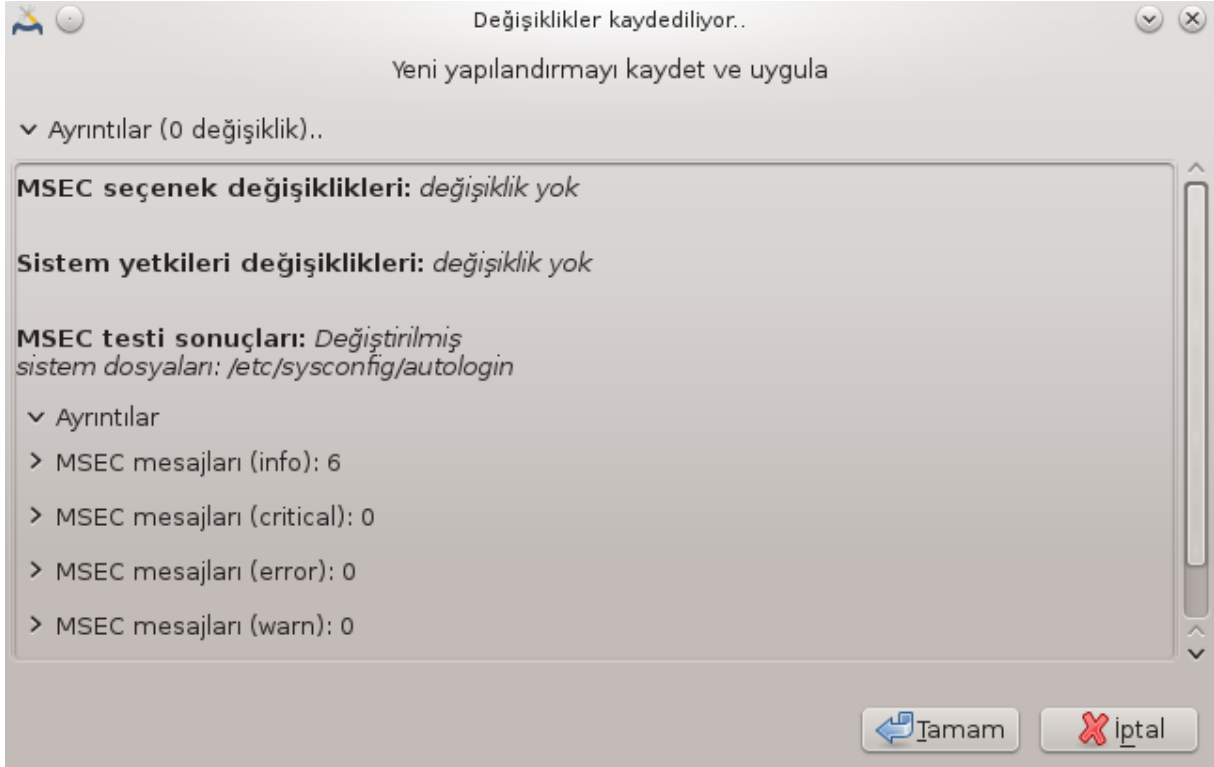 Değişiklikler kaydediliyor..
Yeni yapılandırmayı kaydet ve uygula
Ayrıntılar (0 değişiklik)..
MSEC seçenek değişiklikleri: değişiklik yok
Sistem yetkileri değişiklikleri: değişiklik yok
MSEC testi sonuçları: Değiştirilmiş
sistem dosyaları: /etc/sysconfig/autologin
Ayrıntılar
MSEC mesajları (info): 6
MSEC mesajları (critical): 0
MSEC mesajları (error): 0
MSEC mesajları (warn): 0
Tamam İptal